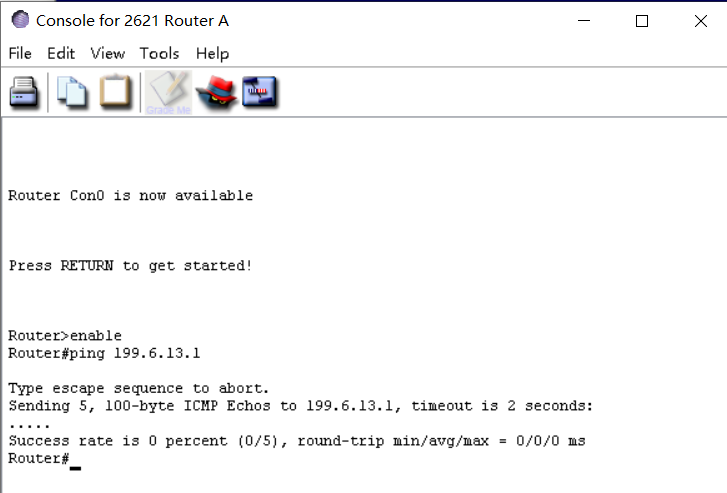 Console for 2621 Router A
File Edit View Tools Help
Grade Me
Router Con0 is now available
Press RETURN to get started!
Router>enable
Router#ping 199.6.13.1
Type escape sequence to abort.
Sending 5, 100-byte ICMP Echos to 199.6.13.1, timeout is 2 seconds:
.....
Success rate is 0 percent (0/5), round-trip min/avg/max = 0/0/0 ms
Router#